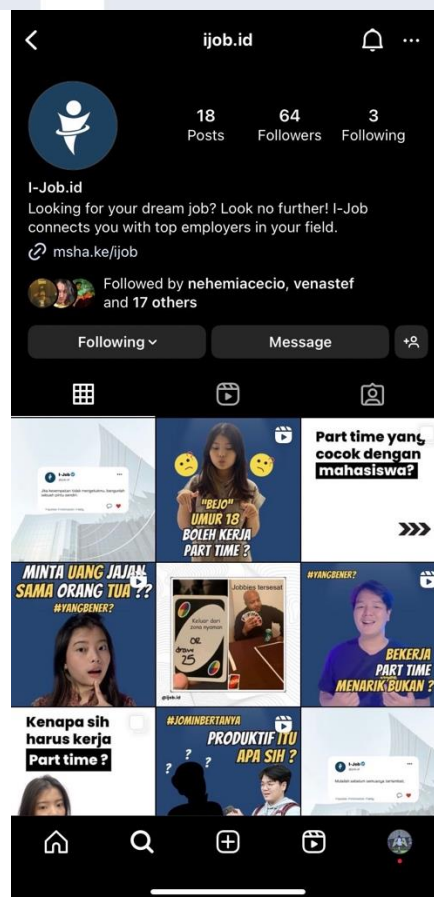 ijob.id
18
64
3
Posts
Followers
Following
I-Job.id
Looking for your dream job? Look no further! I-Job
connects you with top employers in your field.
msha.ke/ijob
Followed by nehemiacecio, venastef
and 17 others
Following
Message
I-Job
"BEJO"
UMUR 18
BOLEH KERJA
PART TIME ?
Part time yang
cocok dengan
mahasiswa?
MINTA UANG JAJAN
SAMA ORANG TUA ??
#YANGBENER?
Jobbies tersesat
Keluar dari
zona nyaman
OR
draw
25
@ijob.id
#YANGBENER?
BEKERJA
PART TIME
MENARIK BUKAN ?
Kenapa sih
harus kerja
Part time ?
#JOMINBERTANYA
PRODUKTIF ITU
APA SIH ?
? ? ?
I-Job